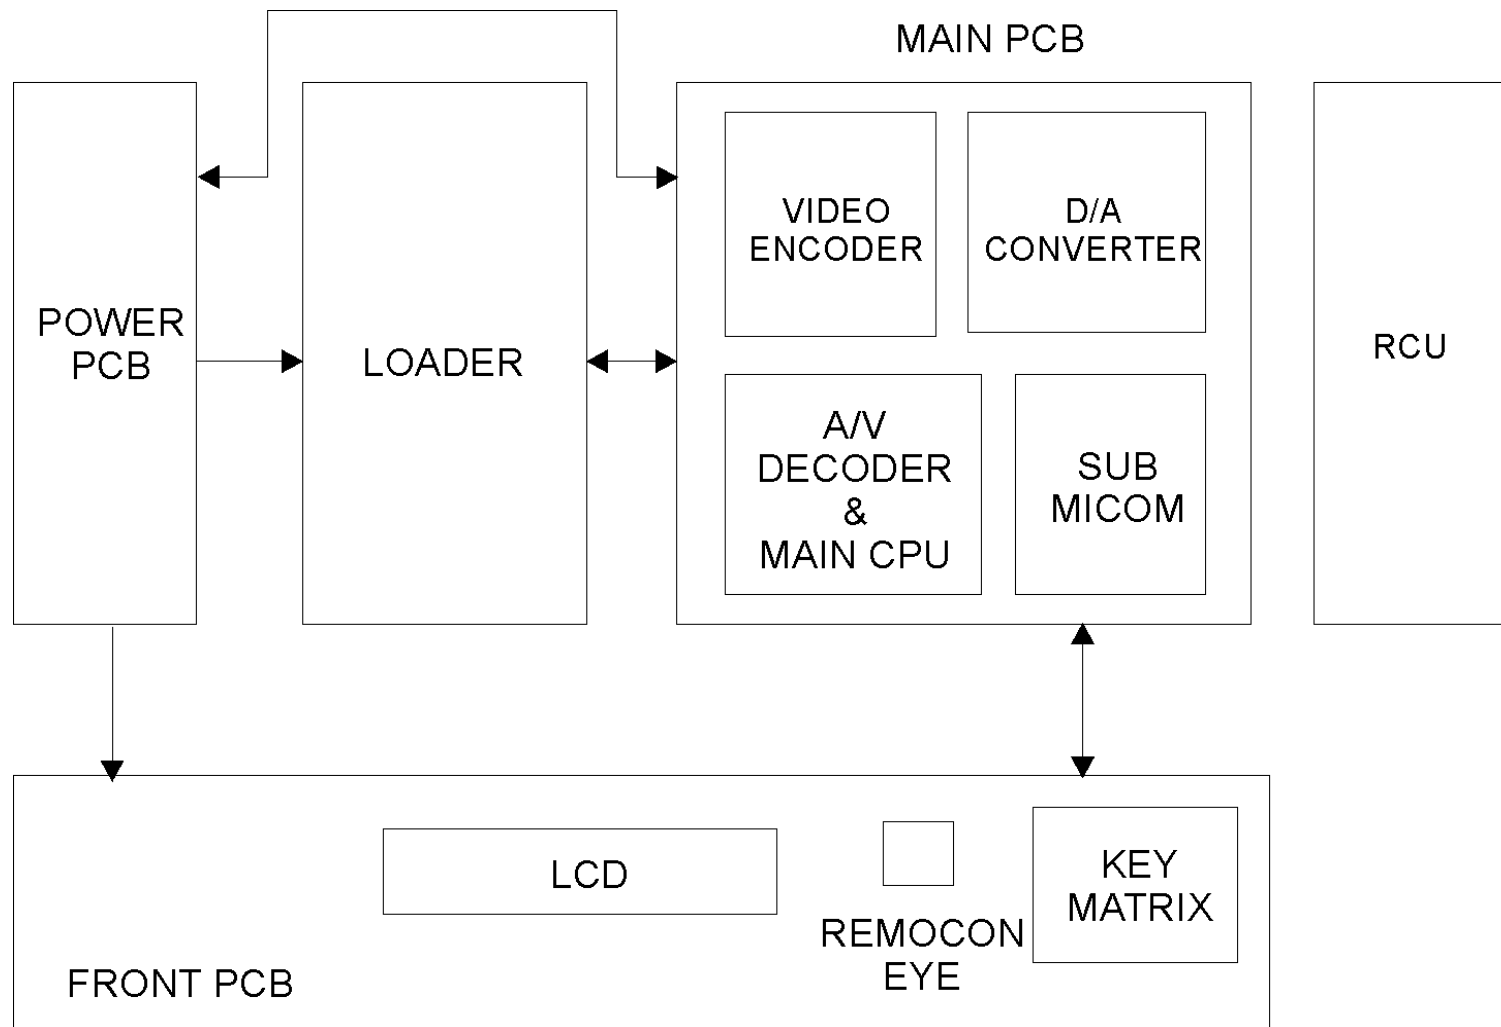 MAIN PCB
POWER
PCB
LOADER
VIDEO
ENCODER
D/A
CONVERTER
A/V
DECODER
&
MAIN CPU
SUB
MICOM
RCU
LCD
REMOCON
EYE
KEY
MATRIX
FRONT PCB